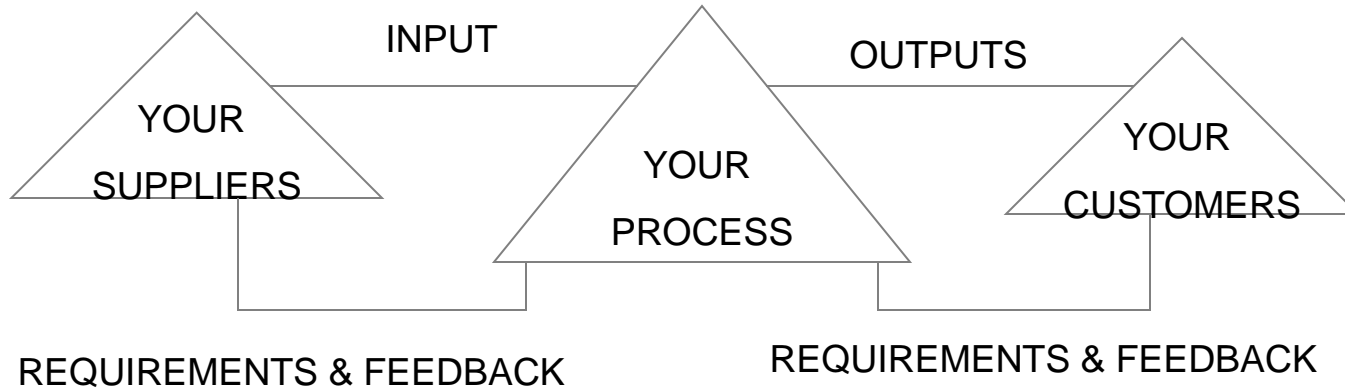 INPUT
OUTPUTS
YOUR
SUPPLIERS
YOUR
PROCESS
YOUR
CUSTOMERS
REQUIREMENTS & FEEDBACK
REQUIREMENTS & FEEDBACK